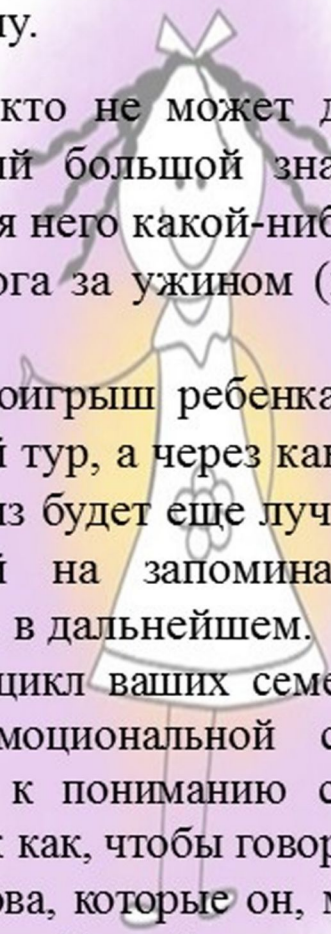 му.
кто не может д
ий большой зна
я него какой-ниб
ога за ужином (
оигрыш ребенка
й тур, а через как
из будет еще луч
й на запомина
в дальнейшем.
цикл ваших семе
моциональной с
к пониманию с
к как, чтобы говор
ова, которые он, м